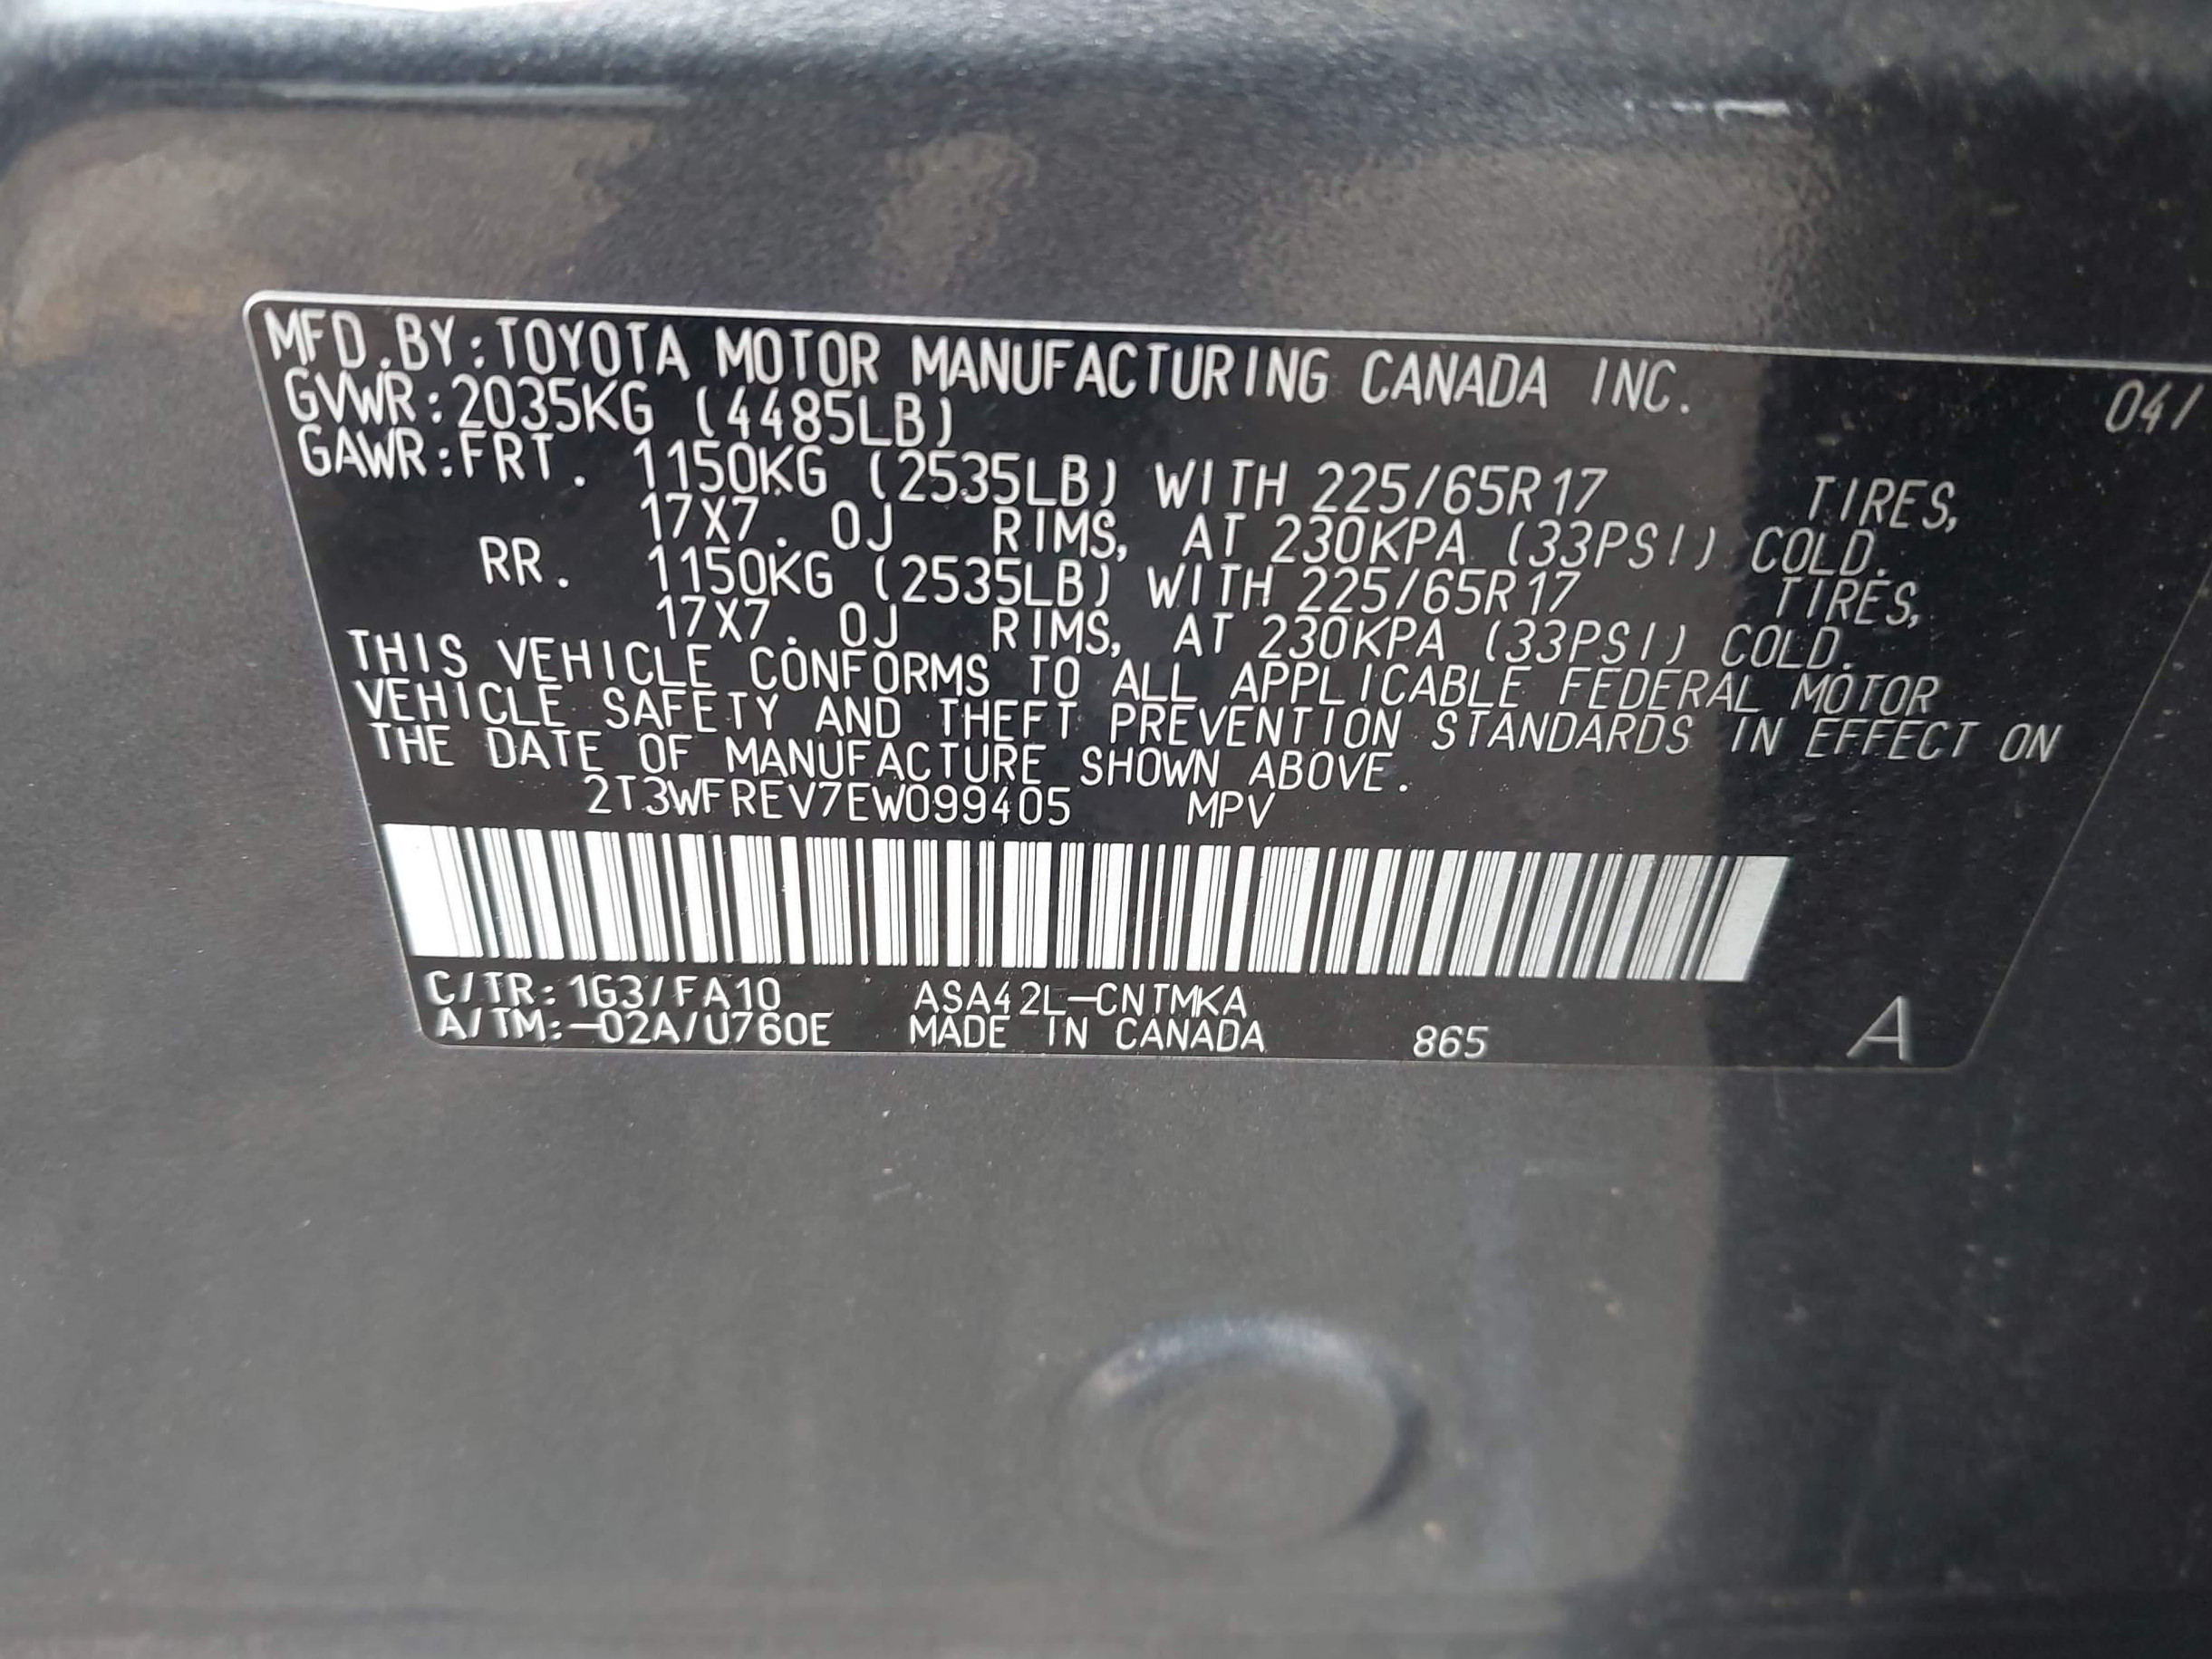 MFD.BY:TOYOTA MOTOR MANUFACTURING CANADA INC. 04/
GVWR:2035KG (4485LB)
GAWR:FRT. 1150KG (2535LB) WITH 225/65R17 TIRES,
17X7.0J RIMS, AT 230KPA (33PSI) COLD.
RR. 1150KG (2535LB) WITH 225/65R17 TIRES,
17X7.0J RIMS, AT 230KPA (33PSI) COLD.
THIS VEHICLE CONFORMS TO ALL APPLICABLE FEDERAL MOTOR
VEHICLE SAFETY AND THEFT PREVENTION STANDARDS IN EFFECT ON
THE DATE OF MANUFACTURE SHOWN ABOVE.
2T3WFREV7EW099405 MPV
C/TR:1G3/FA10 ASA42L-CNTMKA
A/TM:-02A/U760E MADE IN CANADA 865 A